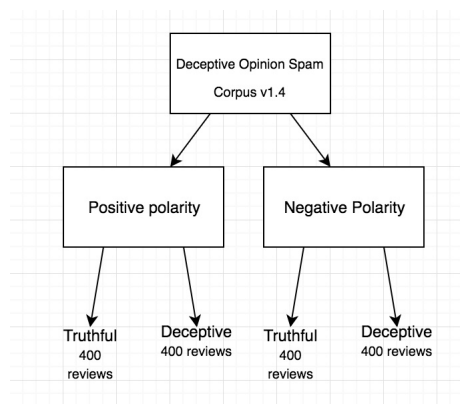 Deceptive Opinion Spam
Corpus v1.4
Positive polarity
Negative Polarity
Truthful
400
reviews
Deceptive
400 reviews
Truthful
400
reviews
Deceptive
400 reviews